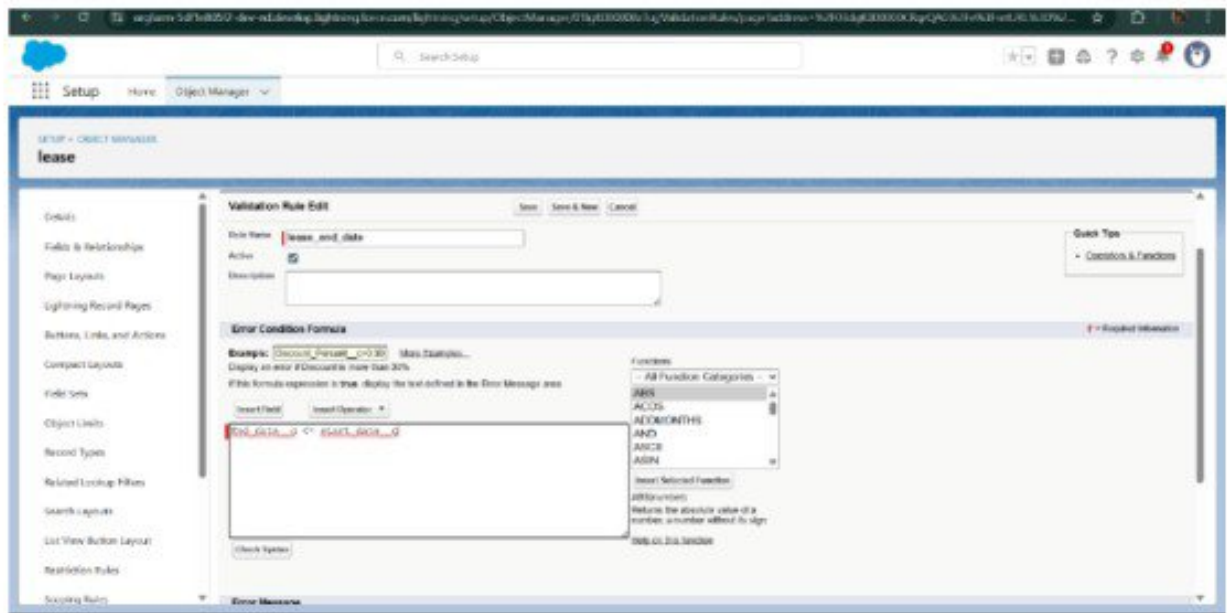 Search Setup
Setup Home Object Manager
SETUP > OBJECT MANAGER
lease
Details
Fields & Relationships
Page Layouts
Lightning Record Pages
Buttons, Links, and Actions
Compact Layouts
Field Sets
Object Limits
Record Types
Related Lookup Filters
Search Layouts
List View Button Layout
Restriction Rules
Scoping Rules
Validation Rule Edit
Save Save & New Cancel
Rule Name lease_end_date
Active
Description
Quick Tips
• Operators & Functions
Error Condition Formula
= Required Information
Example: Discount_Percent__c>0.30 More Examples...
Display an error if Discount is more than 30%
If this formula expression is true, display the text defined in the Error Message area
Insert Field Insert Operator
End_date__c <= start_date__c
Check Syntax
Functions
-- All Function Categories --
ABS
ACOS
ADDMONTHS
AND
ASCII
ASIN
Insert Selected Function
ABS(number)
Returns the absolute value of a
number, a number without its sign
Help on this function
Error Message